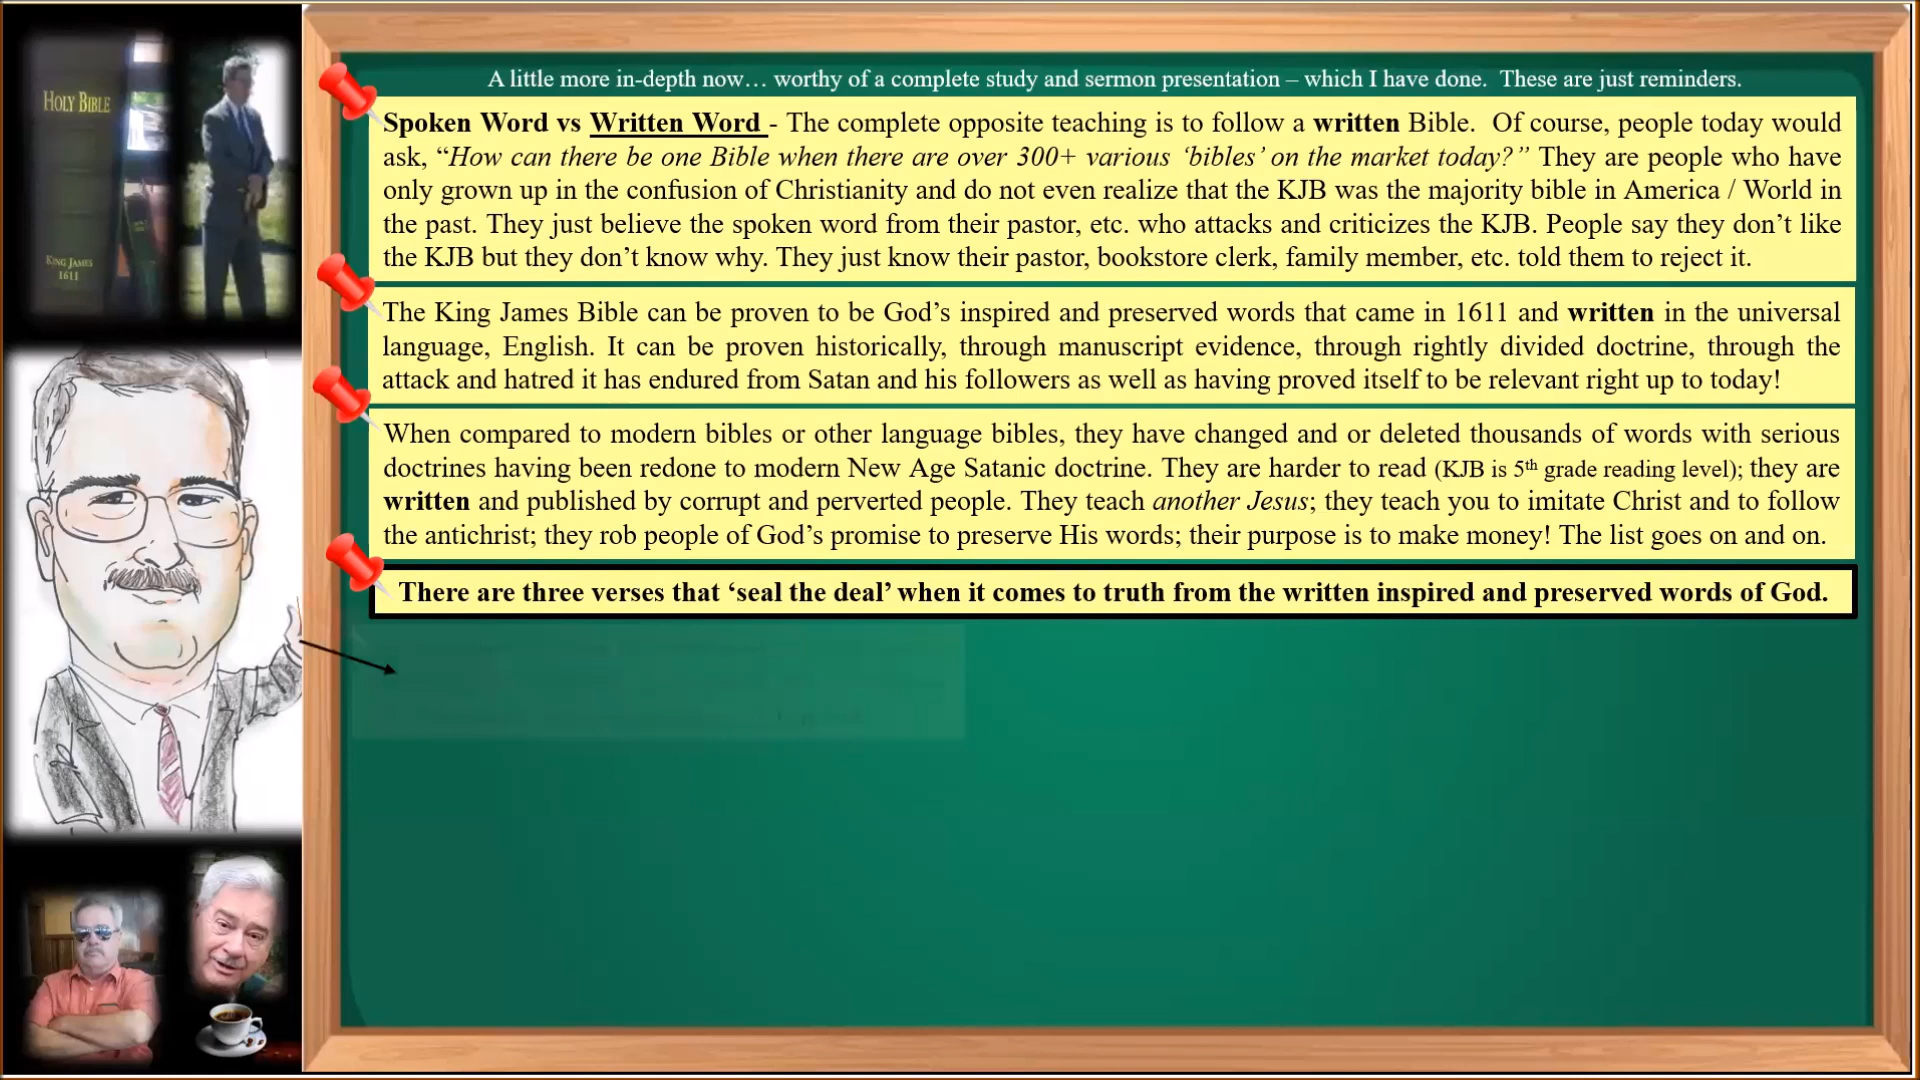 HOLY BIBLE
KING JAMES
1611
A little more in-depth now… worthy of a complete study and sermon presentation – which I have done.  These are just reminders.
Spoken Word vs Written Word - The complete opposite teaching is to follow a written Bible.  Of course, people today would
ask, “How can there be one Bible when there are over 300+ various ‘bibles’ on the market today?” They are people who have
only grown up in the confusion of Christianity and do not even realize that the KJB was the majority bible in America / World in
the past. They just believe the spoken word from their pastor, etc. who attacks and criticizes the KJB. People say they don’t like
the KJB but they don’t know why. They just know their pastor, bookstore clerk, family member, etc. told them to reject it.
The King James Bible can be proven to be God’s inspired and preserved words that came in 1611 and written in the universal
language, English. It can be proven historically, through manuscript evidence, through rightly divided doctrine, through the
attack and hatred it has endured from Satan and his followers as well as having proved itself to be relevant right up to today!
When compared to modern bibles or other language bibles, they have changed and or deleted thousands of words with serious
doctrines having been redone to modern New Age Satanic doctrine. They are harder to read (KJB is 5th grade reading level); they are
written and published by corrupt and perverted people. They teach another Jesus; they teach you to imitate Christ and to follow
the antichrist; they rob people of God’s promise to preserve His words; their purpose is to make money! The list goes on and on.
There are three verses that ‘seal the deal’ when it comes to truth from the written inspired and preserved words of God.